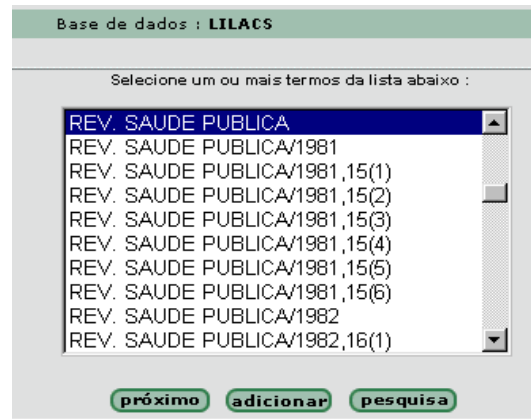 Base de dados : LILACS
Selecione um ou mais termos da lista abaixo :
REV. SAUDE PUBLICA
REV. SAUDE PUBLICA/1981
REV. SAUDE PUBLICA/1981,15(1)
REV. SAUDE PUBLICA/1981,15(2)
REV. SAUDE PUBLICA/1981,15(3)
REV. SAUDE PUBLICA/1981,15(4)
REV. SAUDE PUBLICA/1981,15(5)
REV. SAUDE PUBLICA/1981,15(6)
REV. SAUDE PUBLICA/1982
REV. SAUDE PUBLICA/1982,16(1)
próximo adicionar pesquisa